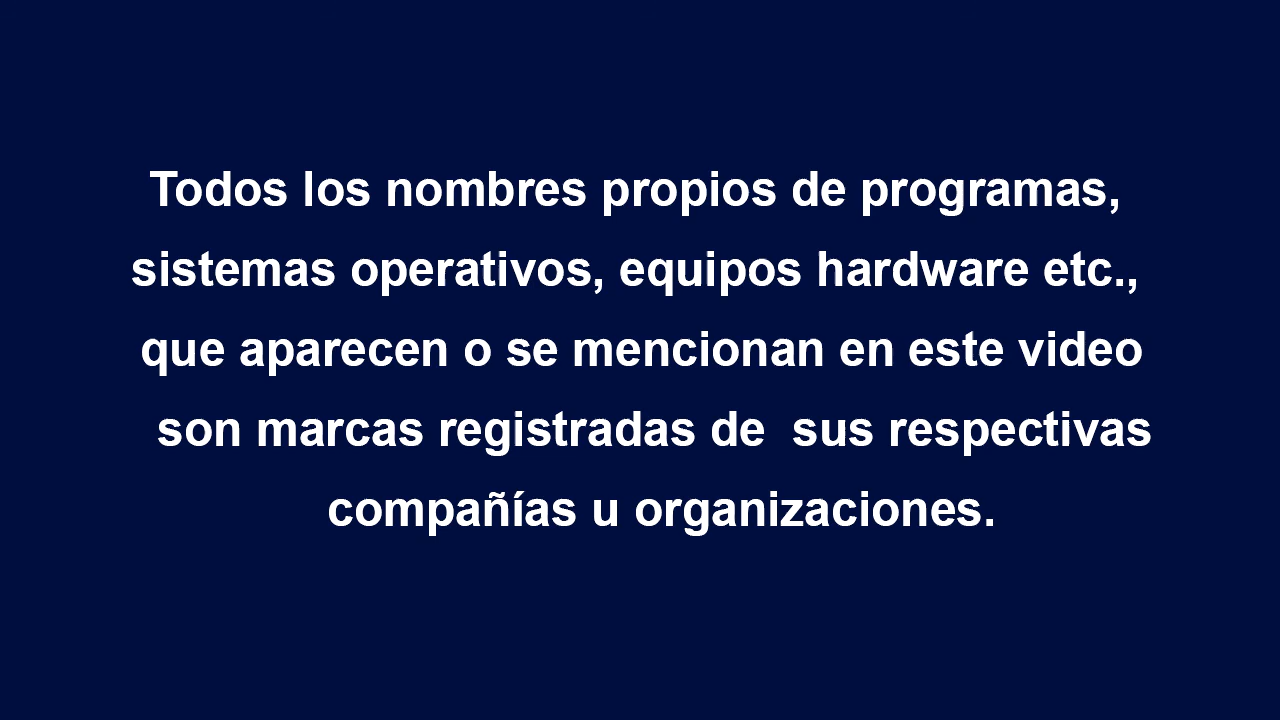 Todos los nombres propios de programas,
sistemas operativos, equipos hardware etc.,
que aparecen o se mencionan en este video
son marcas registradas de  sus respectivas
compañías u organizaciones.